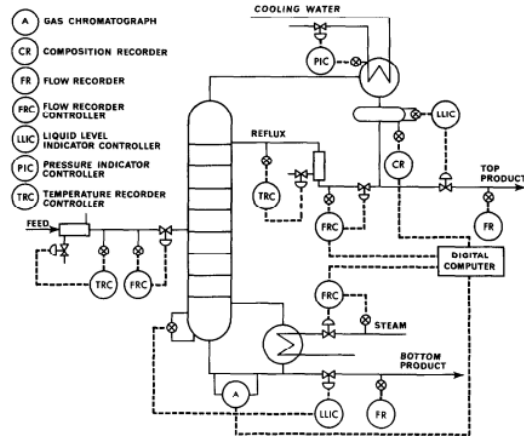 COOLING WATER
A GAS CHROMATOGRAPH
CR COMPOSITION RECORDER
FR FLOW RECORDER
FRC FLOW RECORDER
CONTROLLER
LLIC LIQUID LEVEL
INDICATOR CONTROLLER
PIC PRESSURE INDICATOR
CONTROLLER
TRC TEMPERATURE RECORDER
CONTROLLER
PIC
LLIC
CR
REFLUX
TRC
TOP
PRODUCT
FRC
FR
FEED
TRC
FRC
DIGITAL
COMPUTER
FRC
STEAM
BOTTOM
PRODUCT
A
LLIC
FR